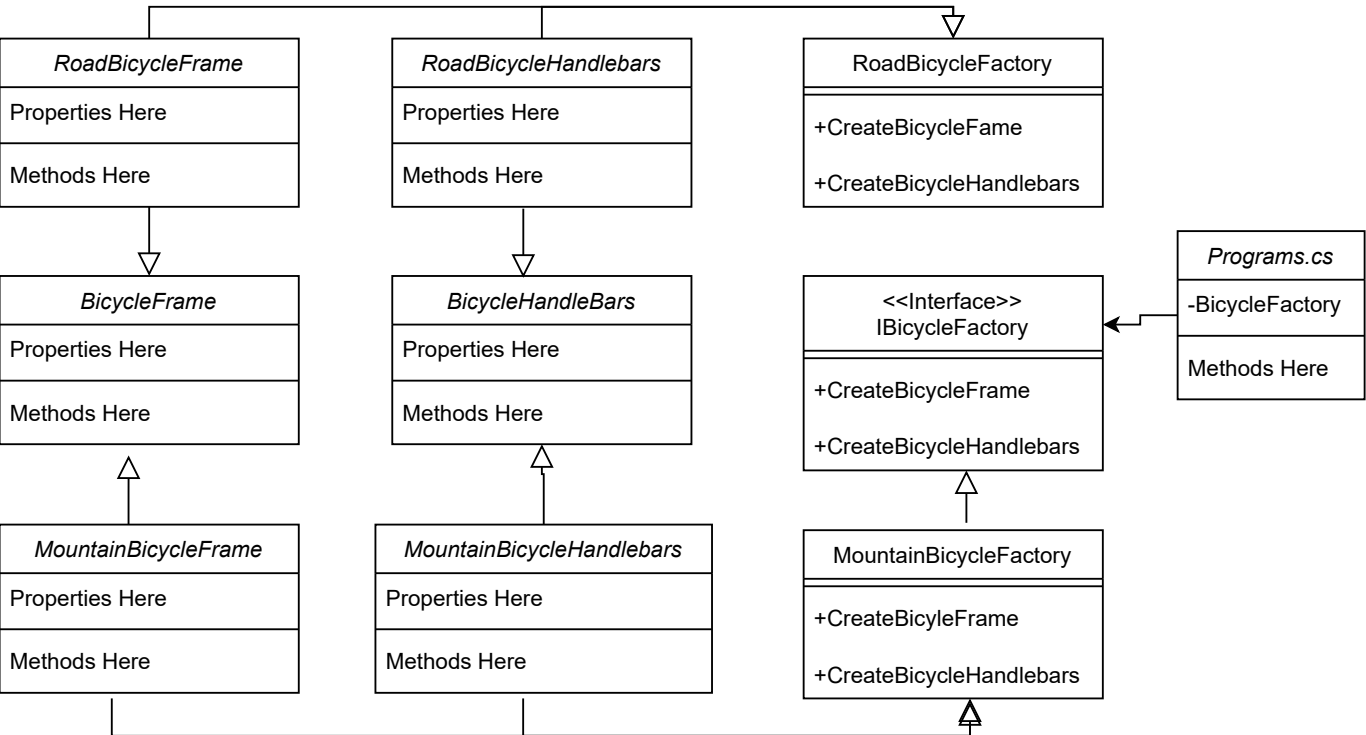 RoadBicycleFrame
Properties Here
Methods Here
RoadBicycleHandlebars
Properties Here
Methods Here
RoadBicycleFactory
+CreateBicycleFame
+CreateBicycleHandlebars
BicycleFrame
Properties Here
Methods Here
BicycleHandleBars
Properties Here
Methods Here
<<Interface>>
IBicycleFactory
+CreateBicycleFrame
+CreateBicycleHandlebars
Programs.cs
-BicycleFactory
Methods Here
MountainBicycleFrame
Properties Here
Methods Here
MountainBicycleHandlebars
Properties Here
Methods Here
MountainBicycleFactory
+CreateBicyleFrame
+CreateBicycleHandlebars